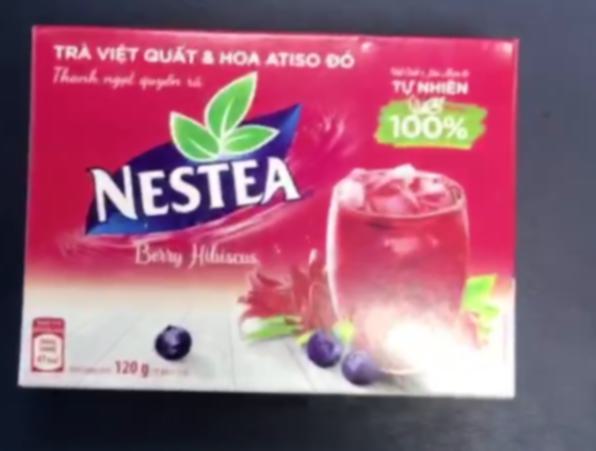 TRÀ VIỆT QUẤT & HOA ATISO ĐỎ
Thanh ngọt quyến rũ
TỰ NHIÊN
100%
NESTEA
Berry Hibiscus
120 g